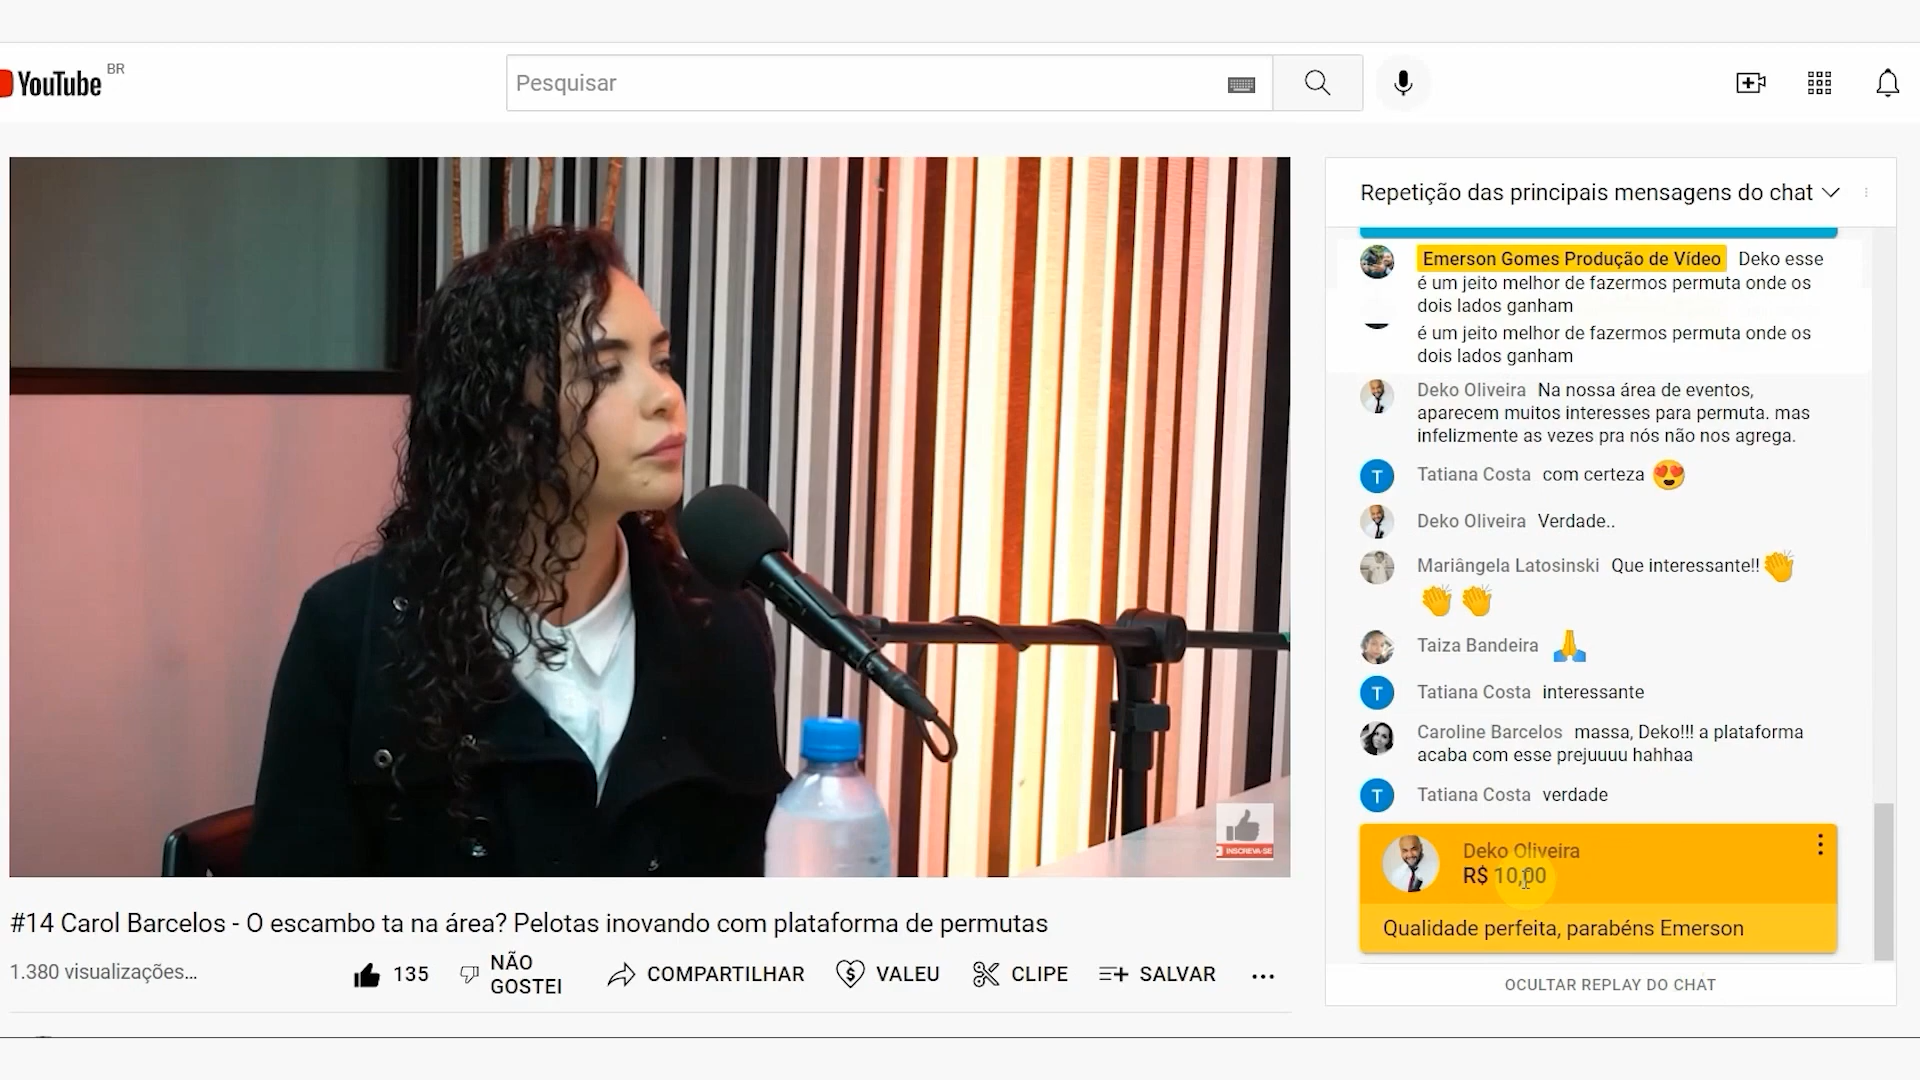 YouTube BR
Pesquisar
Repetição das principais mensagens do chat
Emerson Gomes Produção de Vídeo Deko esse
é um jeito melhor de fazermos permuta onde os
dois lados ganham
é um jeito melhor de fazermos permuta onde os
dois lados ganham
Deko Oliveira Na nossa área de eventos,
aparecem muitos interesses para permuta. mas
infelizmente as vezes pra nós não nos agrega.
T Tatiana Costa com certeza 😍
Deko Oliveira Verdade..
Mariângela Latosinski Que interessante!! 👏
👏 👏
Taiza Bandeira 🙏
T Tatiana Costa interessante
Caroline Barcelos massa, Deko!!! a plataforma
acaba com esse prejuuuu hahhaa
T Tatiana Costa verdade
Deko Oliveira
R$ 10,00
Qualidade perfeita, parabéns Emerson
OCULTAR REPLAY DO CHAT
INSCREVA-SE
#14 Carol Barcelos - O escambo ta na área? Pelotas inovando com plataforma de permutas
1.380 visualizações...
135
NÃO
GOSTEI
COMPARTILHAR
VALEU
CLIPE
SALVAR